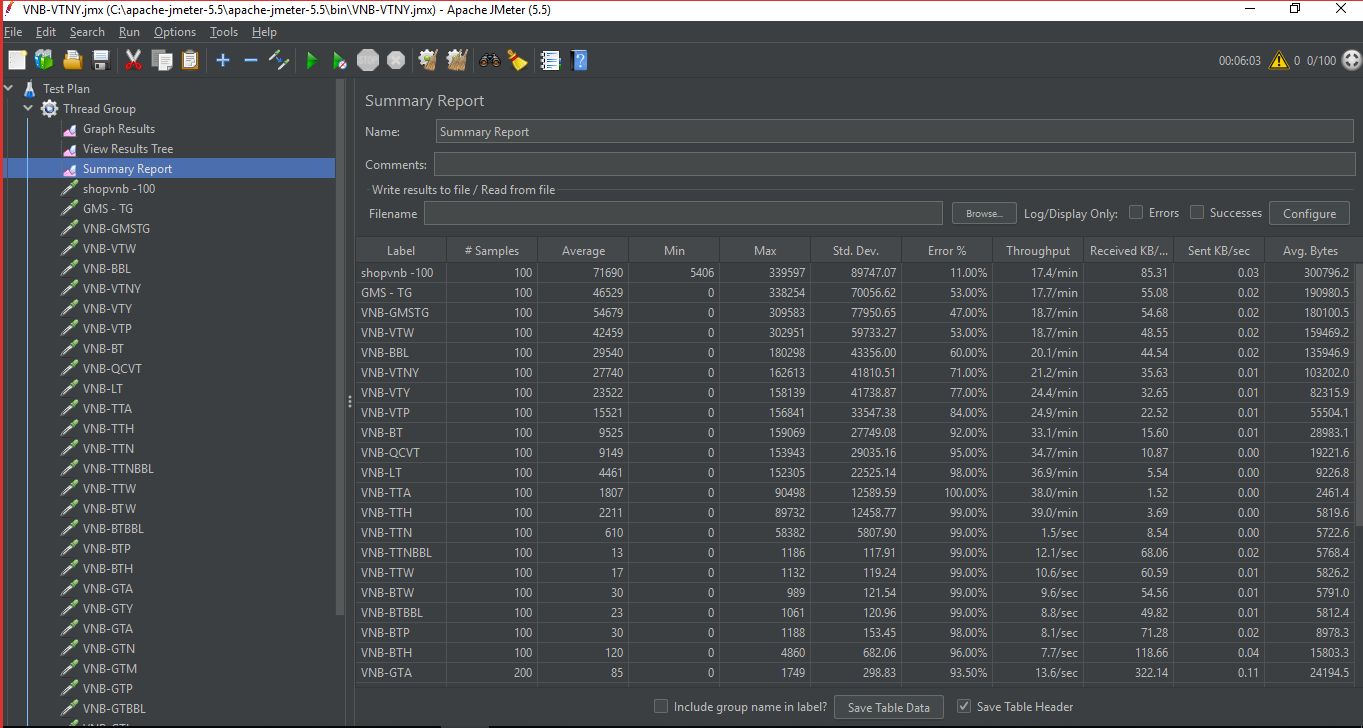 VNB-VTNY.jmx (C:\apache-jmeter-5.5\apache-jmeter-5.5\bin\VNB-VTNY.jmx) - Apache JMeter (5.5)
File Edit Search Run Options Tools Help
00:06:03 0 0/100
Test Plan
Thread Group
Graph Results
View Results Tree
Summary Report
shopvnb -100
GMS - TG
VNB-GMSTG
VNB-VTW
VNB-BBL
VNB-VTNY
VNB-VTY
VNB-VTP
VNB-BT
VNB-QCVT
VNB-LT
VNB-TTA
VNB-TTH
VNB-TTN
VNB-TTNBBL
VNB-TTW
VNB-BTW
VNB-BTBBL
VNB-BTP
VNB-BTH
VNB-GTA
VNB-GTY
VNB-GTA
VNB-GTN
VNB-GTM
VNB-GTP
VNB-GTBBL
Summary Report
Name: Summary Report
Comments:
Write results to file / Read from file
Filename Browse... Log/Display Only: Errors Successes Configure
Label # Samples Average Min Max Std. Dev. Error % Throughput Received KB/... Sent KB/sec Avg. Bytes
shopvnb -100 100 71690 5406 339597 89747.07 11.00% 17.4/min 85.31 0.03 300796.2
GMS - TG 100 46529 0 338254 70056.62 53.00% 17.7/min 55.08 0.02 190980.5
VNB-GMSTG 100 54679 0 309583 77950.65 47.00% 18.7/min 54.68 0.02 180100.5
VNB-VTW 100 42459 0 302951 59733.27 53.00% 18.7/min 48.55 0.02 159469.2
VNB-BBL 100 29540 0 180298 43356.00 60.00% 20.1/min 44.54 0.02 135946.9
VNB-VTNY 100 27740 0 162613 41810.51 71.00% 21.2/min 35.63 0.01 103202.0
VNB-VTY 100 23522 0 158139 41738.87 77.00% 24.4/min 32.65 0.01 82315.9
VNB-VTP 100 15521 0 156841 33547.38 84.00% 24.9/min 22.52 0.01 55504.1
VNB-BT 100 9525 0 159069 27749.08 92.00% 33.1/min 15.60 0.01 28983.1
VNB-QCVT 100 9149 0 153943 29035.16 95.00% 34.7/min 10.87 0.00 19221.6
VNB-LT 100 4461 0 152305 22525.14 98.00% 36.9/min 5.54 0.00 9226.8
VNB-TTA 100 1807 0 90498 12589.59 100.00% 38.0/min 1.52 0.00 2461.4
VNB-TTH 100 2211 0 89732 12458.77 99.00% 39.0/min 3.69 0.00 5819.6
VNB-TTN 100 610 0 58382 5807.90 99.00% 1.5/sec 8.54 0.00 5722.6
VNB-TTNBBL 100 13 0 1186 117.91 99.00% 12.1/sec 68.06 0.02 5768.4
VNB-TTW 100 17 0 1132 119.24 99.00% 10.6/sec 60.59 0.01 5826.2
VNB-BTW 100 30 0 989 121.54 99.00% 9.6/sec 54.56 0.01 5791.0
VNB-BTBBL 100 23 0 1061 120.96 99.00% 8.8/sec 49.82 0.01 5812.4
VNB-BTP 100 30 0 1188 153.45 98.00% 8.1/sec 71.28 0.02 8978.3
VNB-BTH 100 120 0 4860 682.06 96.00% 7.7/sec 118.66 0.04 15803.3
VNB-GTA 200 85 0 1749 298.83 93.50% 13.6/sec 322.14 0.11 24194.5
Include group name in label? Save Table Data Save Table Header